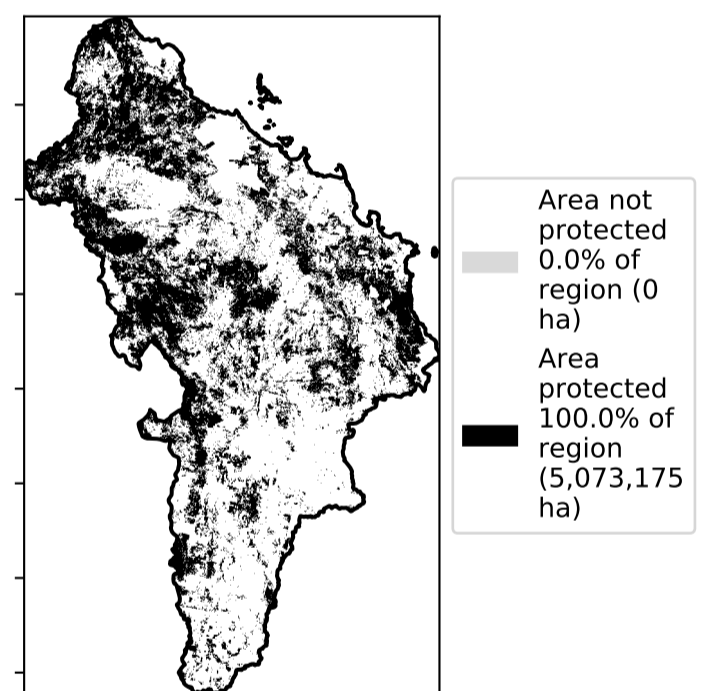 Area not
protected
0.0% of
region (0
ha)
Area
protected
100.0% of
region
(5,073,175
ha)